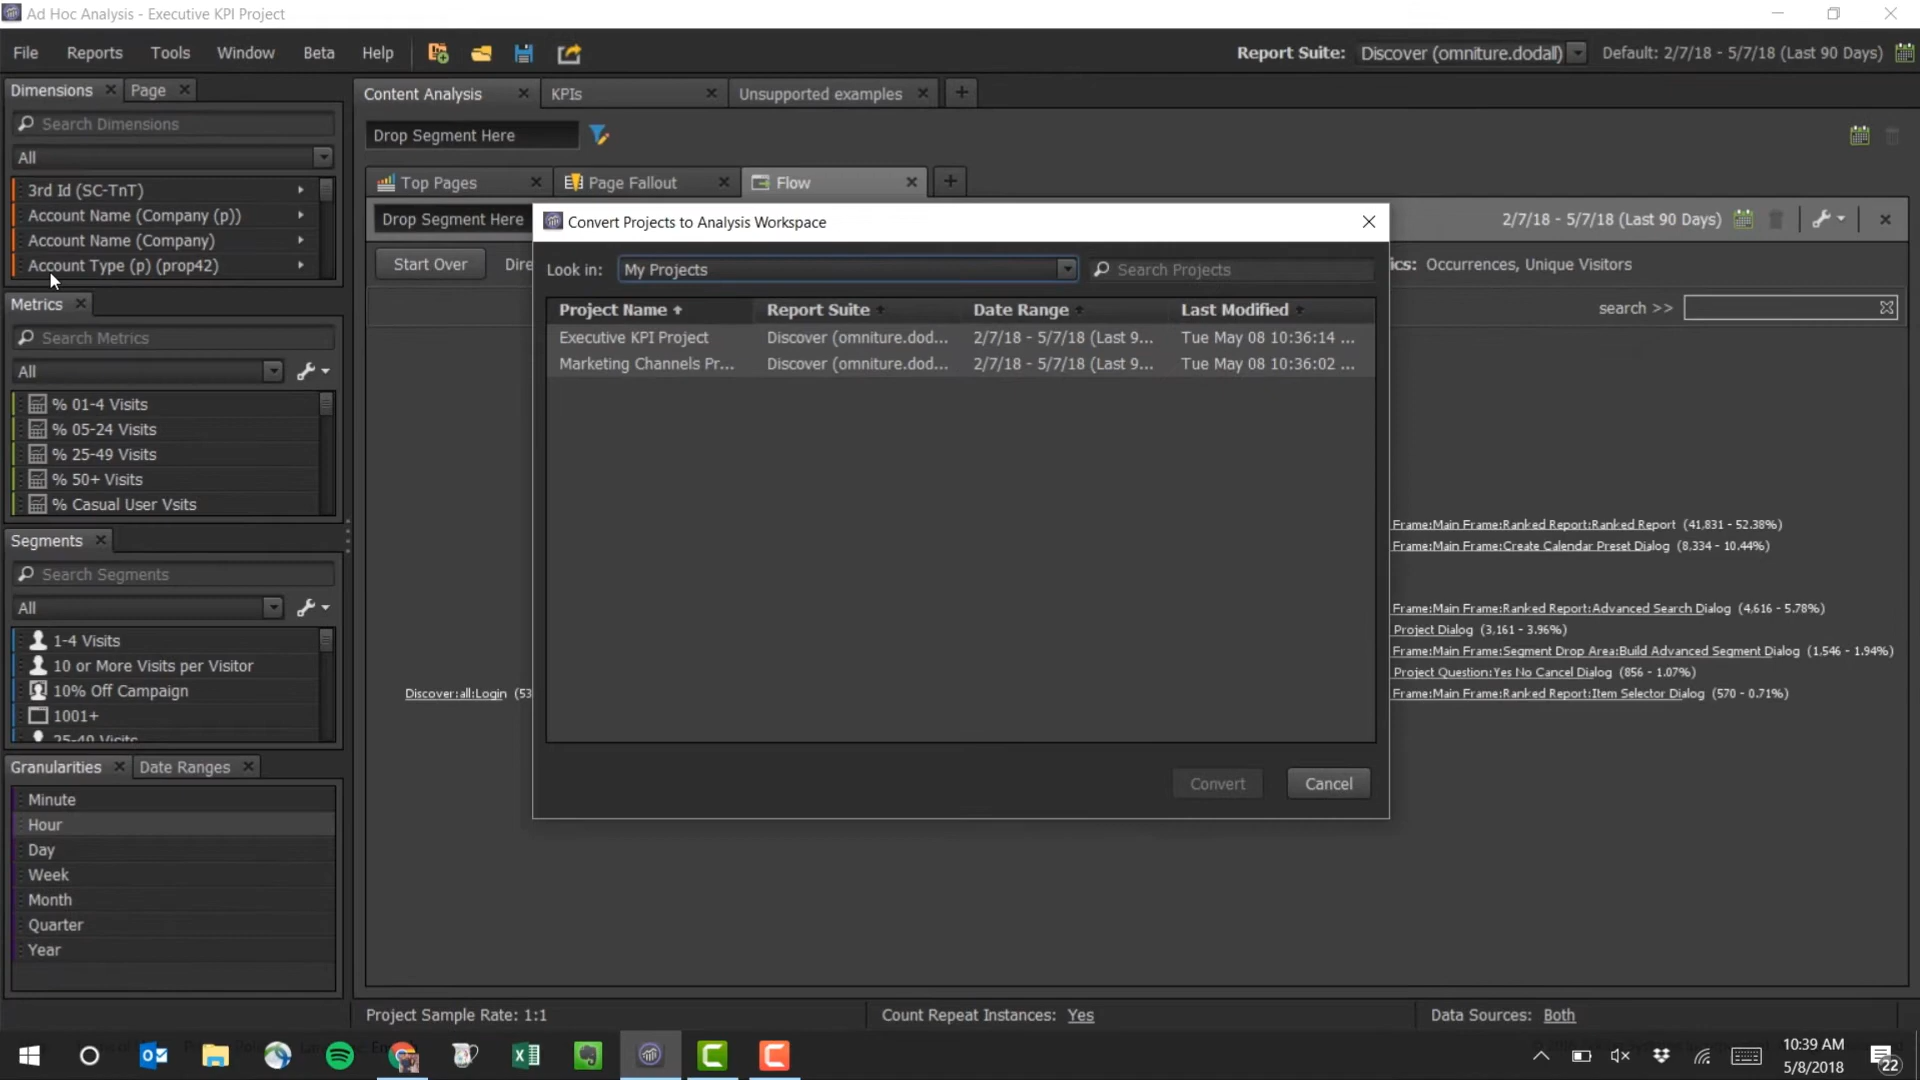 Ad Hoc Analysis - Executive KPI Project
File Reports Tools Window Beta Help
Report Suite: Discover (omniture.dodall) Default: 2/7/18 - 5/7/18 (Last 90 Days)
Dimensions Page
Search Dimensions
All
3rd Id (SC-TnT)
Account Name (Company (p))
Account Name (Company)
Account Type (p) (prop42)
Metrics
Search Metrics
All
% 01-4 Visits
% 05-24 Visits
% 25-49 Visits
% 50+ Visits
% Casual User Vsits
Segments
Search Segments
All
1-4 Visits
10 or More Visits per Visitor
10% Off Campaign
1001+
25-49 Visits
Granularities Date Ranges
Minute
Hour
Day
Week
Month
Quarter
Year
Content Analysis KPIs Unsupported examples
Drop Segment Here
Top Pages Page Fallout Flow
Drop Segment Here
2/7/18 - 5/7/18 (Last 90 Days)
Start Over Dire
ics: Occurrences, Unique Visitors
search >>
Convert Projects to Analysis Workspace
Look in: My Projects Search Projects
Project Name Report Suite Date Range Last Modified
Executive KPI Project Discover (omniture.dod... 2/7/18 - 5/7/18 (Last 9... Tue May 08 10:36:14 ...
Marketing Channels Pr... Discover (omniture.dod... 2/7/18 - 5/7/18 (Last 9... Tue May 08 10:36:02 ...
Convert Cancel
Frame:Main Frame:Ranked Report:Ranked Report (41,831 - 52.38%)
Frame:Main Frame:Create Calendar Preset Dialog (8,334 - 10.44%)
Frame:Main Frame:Ranked Report:Advanced Search Dialog (4,616 - 5.78%)
Project Dialog (3,161 - 3.96%)
Frame:Main Frame:Segment Drop Area:Build Advanced Segment Dialog (1,546 - 1.94%)
Project Question:Yes No Cancel Dialog (856 - 1.07%)
Discover:all:Login (53
Frame:Main Frame:Ranked Report:Item Selector Dialog (570 - 0.71%)
Project Sample Rate: 1:1 Count Repeat Instances: Yes Data Sources: Both
10:39 AM
5/8/2018
22